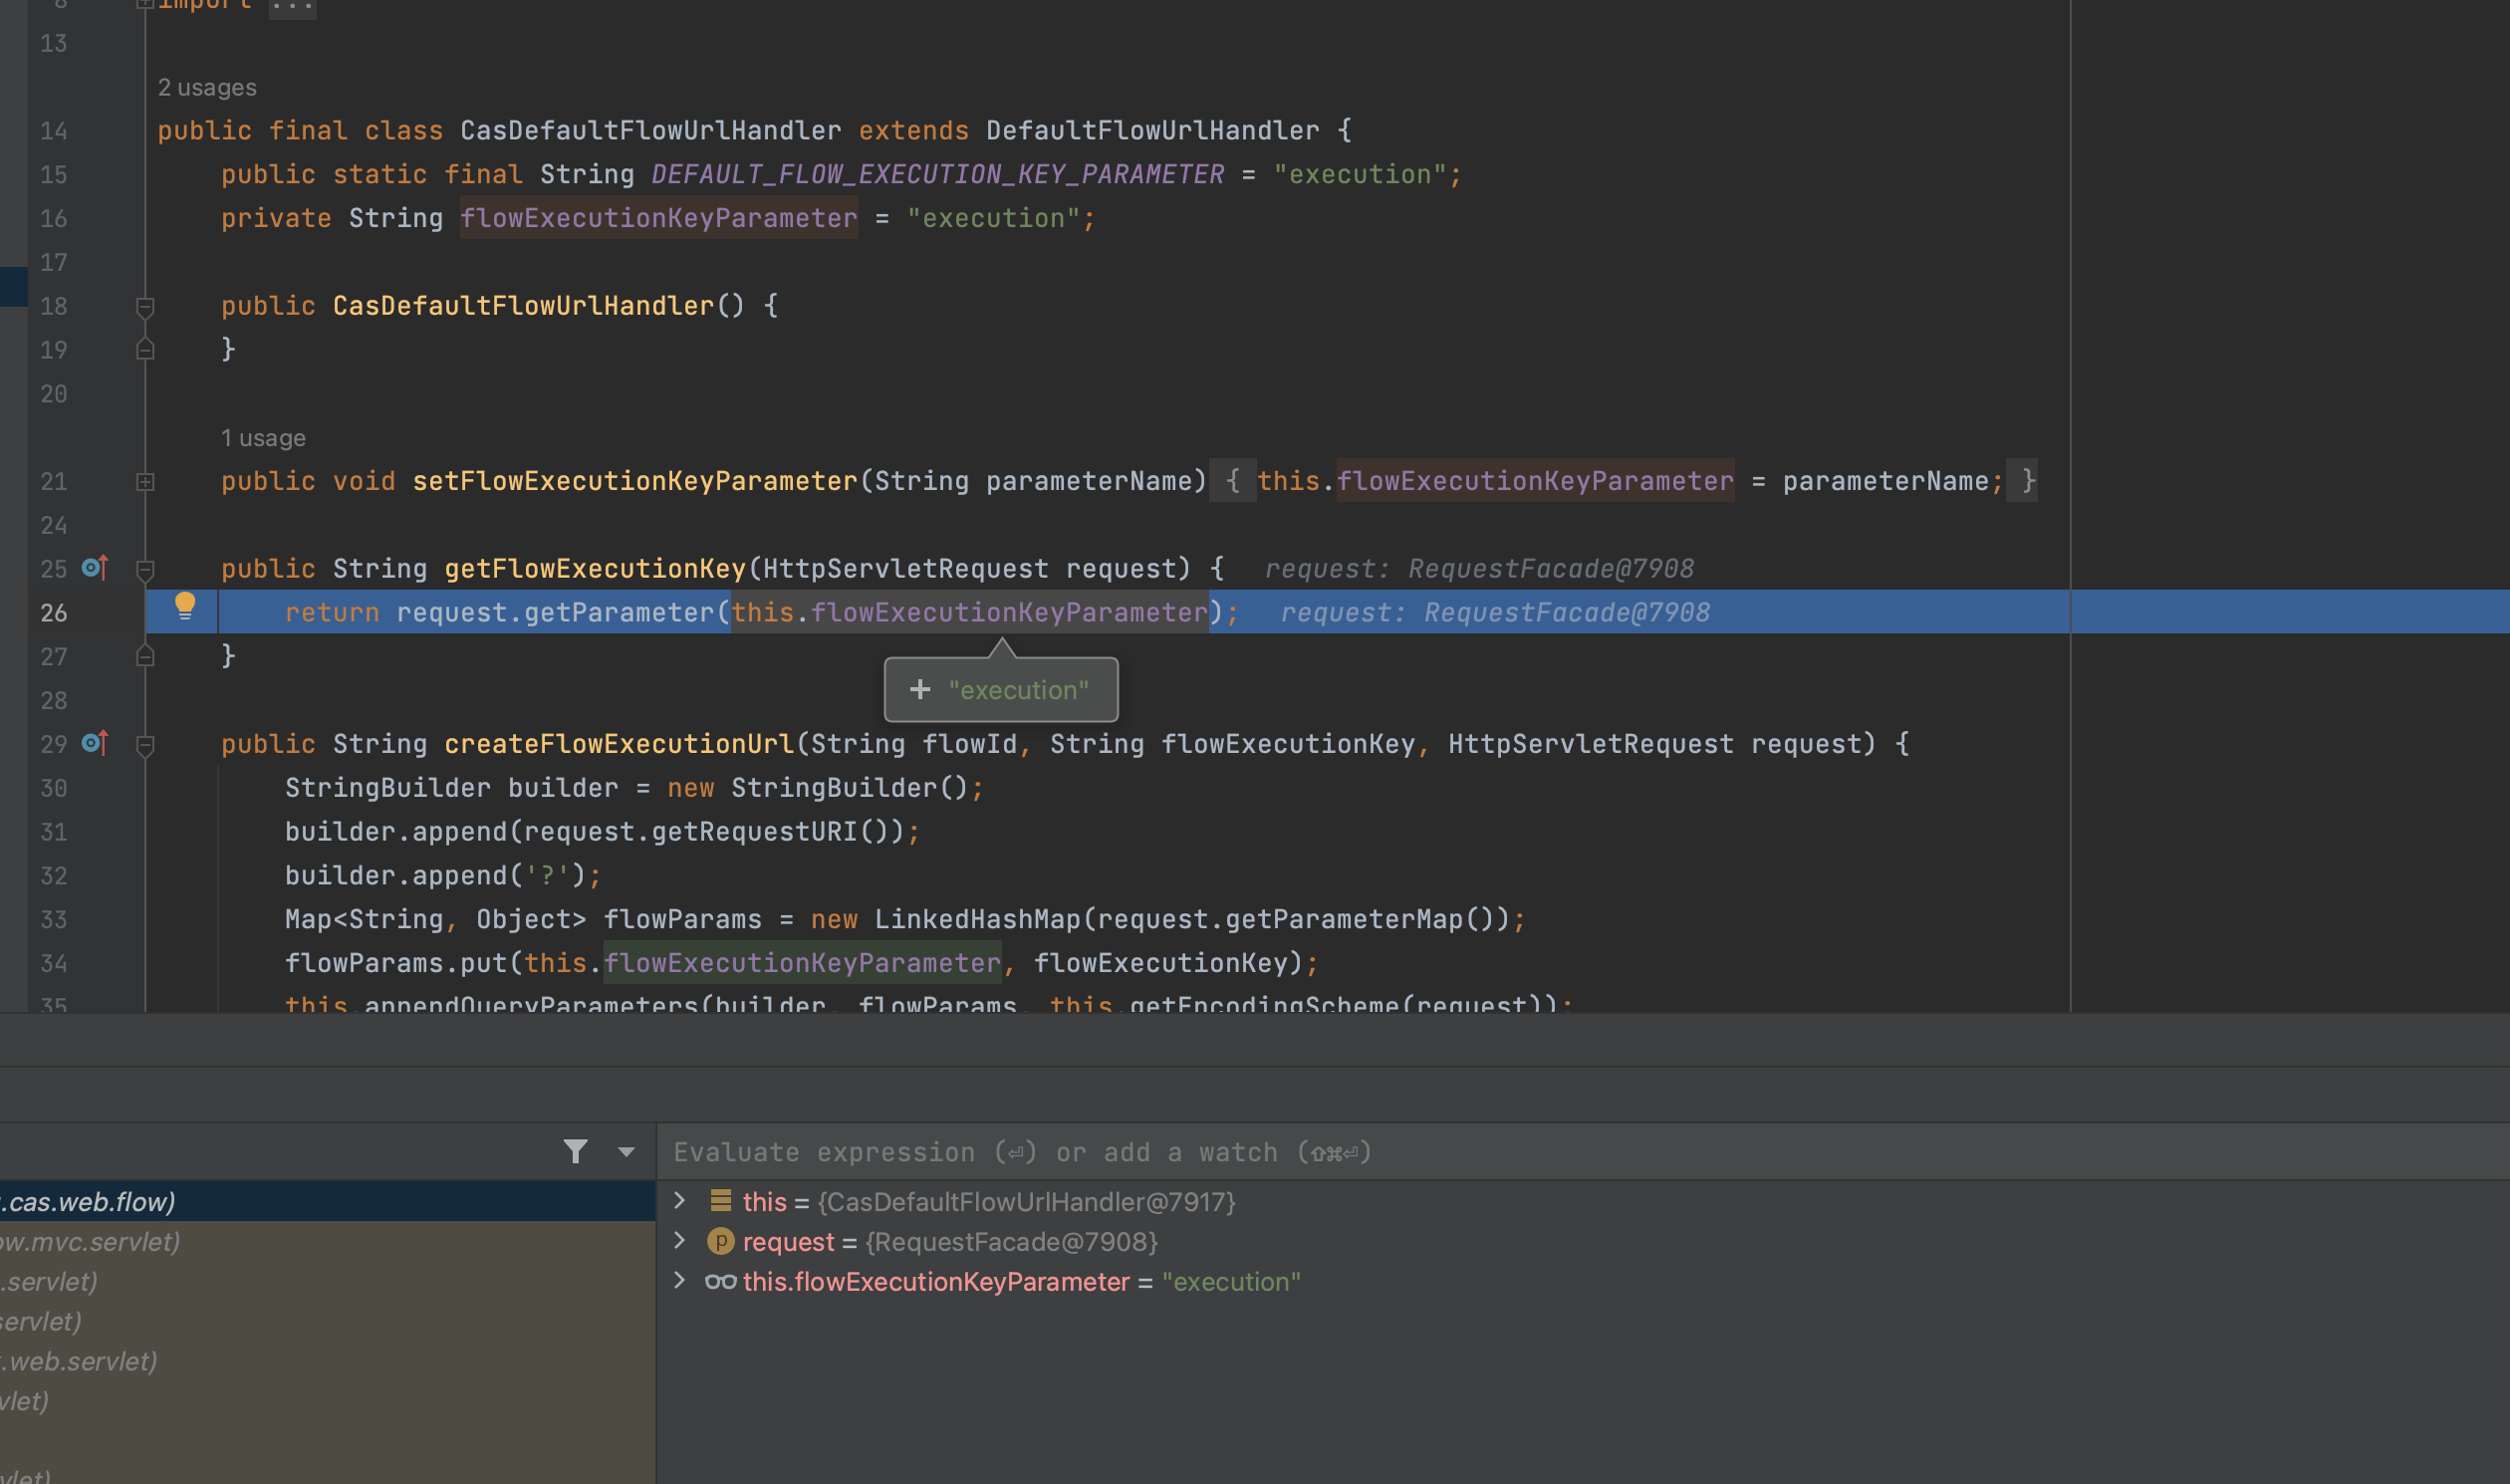 8 import ...
13
2 usages
14 public final class CasDefaultFlowUrlHandler extends DefaultFlowUrlHandler {
15 public static final String DEFAULT_FLOW_EXECUTION_KEY_PARAMETER = "execution";
16 private String flowExecutionKeyParameter = "execution";
17
18 public CasDefaultFlowUrlHandler() {
19 }
20
1 usage
21 public void setFlowExecutionKeyParameter(String parameterName) { this.flowExecutionKeyParameter = parameterName; }
24
25 public String getFlowExecutionKey(HttpServletRequest request) { request: RequestFacade@7908
26 return request.getParameter(this.flowExecutionKeyParameter); request: RequestFacade@7908
27 }
+ "execution"
28
29 public String createFlowExecutionUrl(String flowId, String flowExecutionKey, HttpServletRequest request) {
30 StringBuilder builder = new StringBuilder();
31 builder.append(request.getRequestURI());
32 builder.append('?');
33 Map<String, Object> flowParams = new LinkedHashMap(request.getParameterMap());
34 flowParams.put(this.flowExecutionKeyParameter, flowExecutionKey);
35 this.appendQueryParameters(builder, flowParams, this.getEncodingScheme(request));
Evaluate expression (⏎) or add a watch (⇧⌘⏎)
.cas.web.flow)
ow.mvc.servlet)
.servlet)
servlet)
.web.servlet)
vlet)
vlet)
this = {CasDefaultFlowUrlHandler@7917}
p request = {RequestFacade@7908}
this.flowExecutionKeyParameter = "execution"